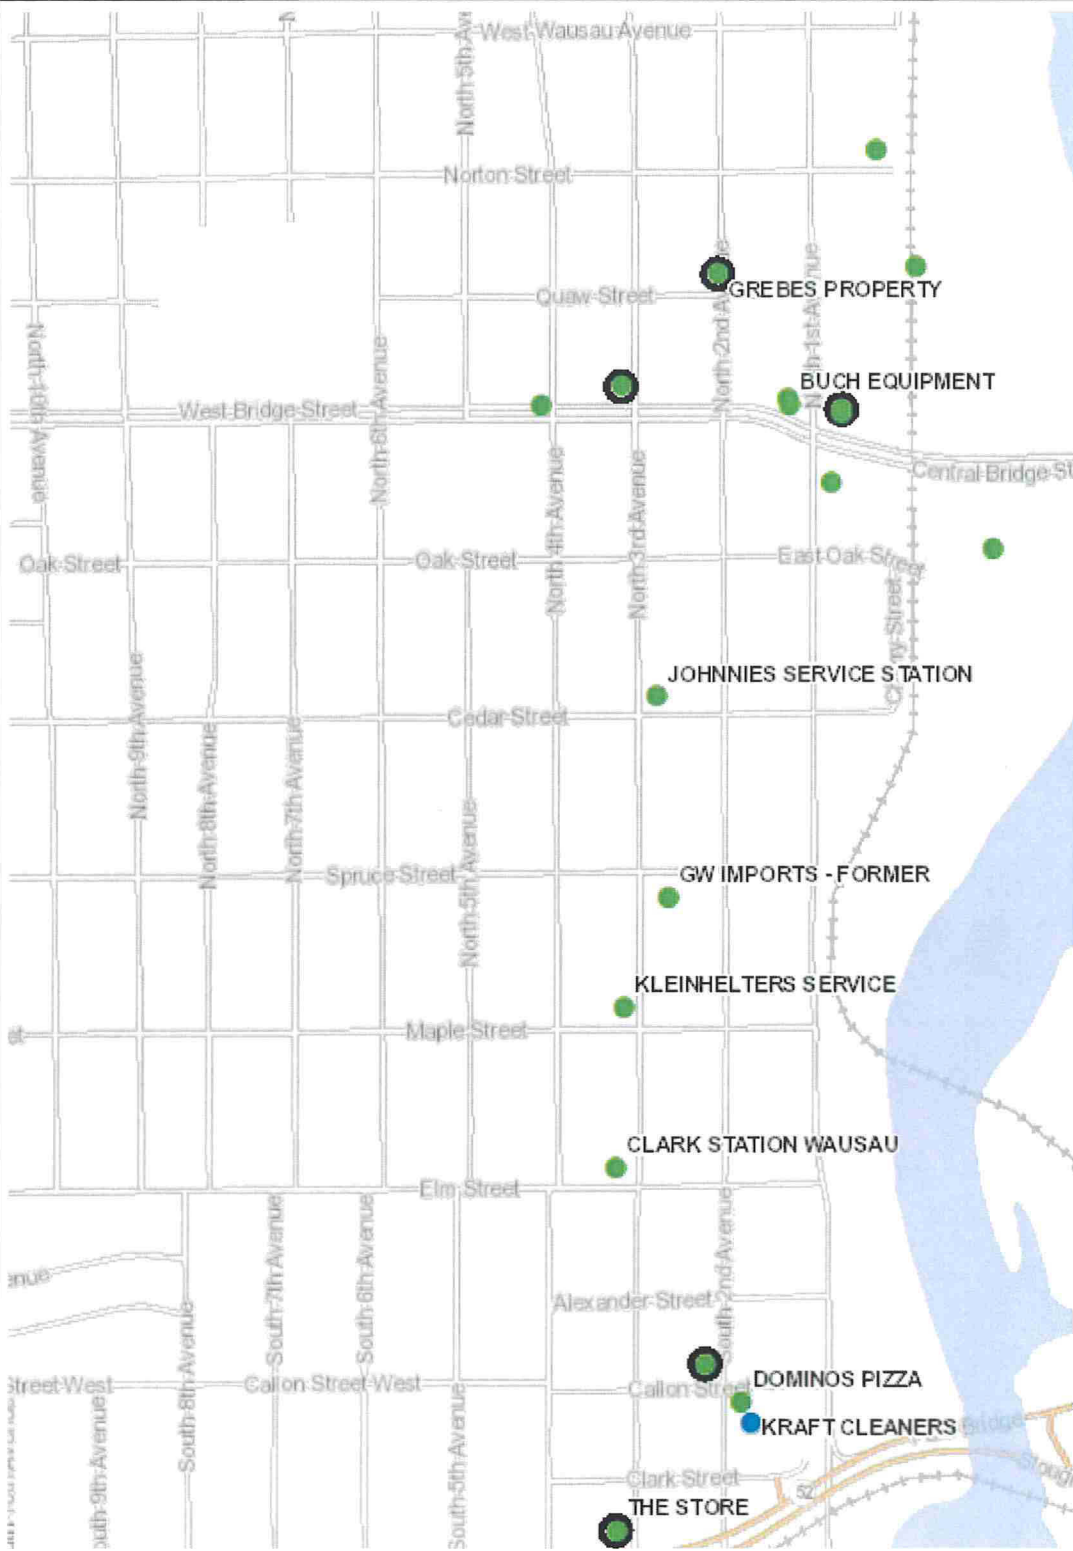 West Wausau Avenue
North 5th Av
Norton Street
GREBES PROPERTY
Quaw Street
North 2nd Avenue
North 1st Avenue
North 10th Avenue
North 6th Avenue
BUCH EQUIPMENT
West Bridge Street
Central Bridge St
North 4th Avenue
North 3rd Avenue
Oak Street
Oak Street
East Oak Street
Cherry Street
JOHNNIES SERVICE STATION
North 9th Avenue
Cedar Street
North 8th Avenue
North 7th Avenue
North 5th Avenue
Spruce Street
GW IMPORTS - FORMER
KLEINHELTERS SERVICE
et
Maple Street
CLARK STATION WAUSAU
Elm Street
South 7th Avenue
South 6th Avenue
South 2nd Avenue
enue
Alexander Street
South 8th Avenue
DOMINOS PIZZA
Street West
Callon Street West
Callon Street
KRAFT CLEANERS
Bridge
outh 9th Avenue
South 5th Avenue
Clark Street
52
THE STORE